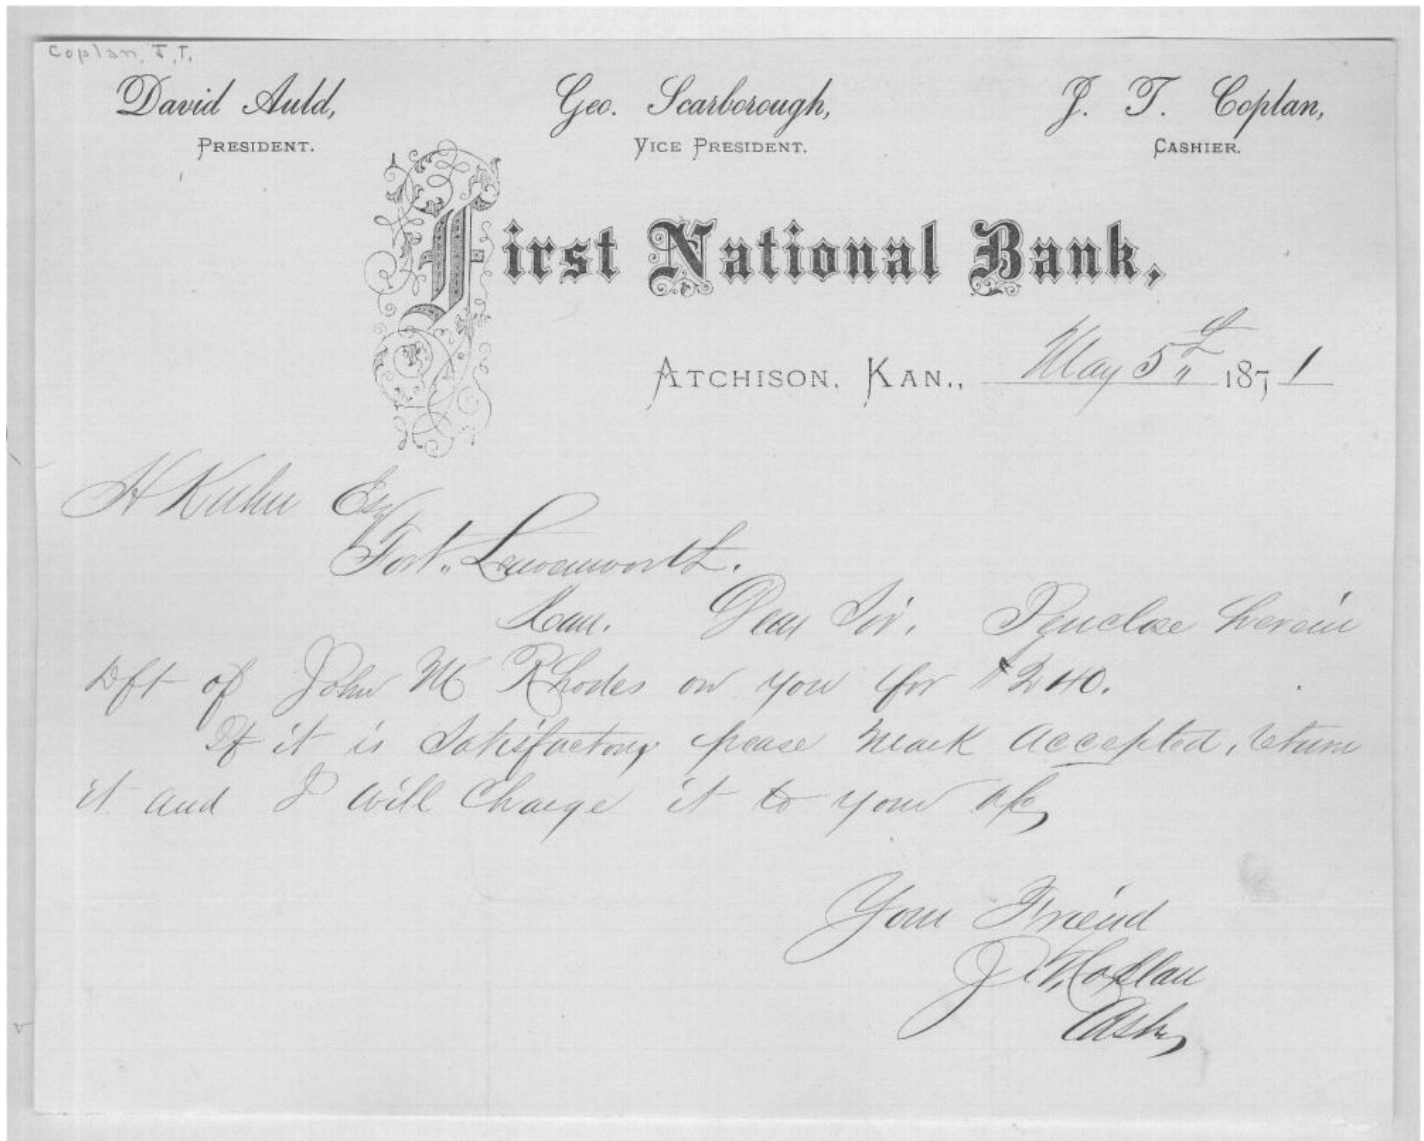 Coplan, J.T.
David Auld, Geo. Scarborough, J. T. Coplan,
PRESIDENT. VICE PRESIDENT. CASHIER.
First National Bank,
ATCHISON, KAN., May 5th 1871
H Kuhn Esq
Fort. Leavenworth.
Kan. Dear Sir. I enclose herein
Dft of John M Rhodes on you for $240.
If it is Satisfactory please mark accepted, return
it and I will Charge it to your a/c
Your Friend
J T Coplan
Cash